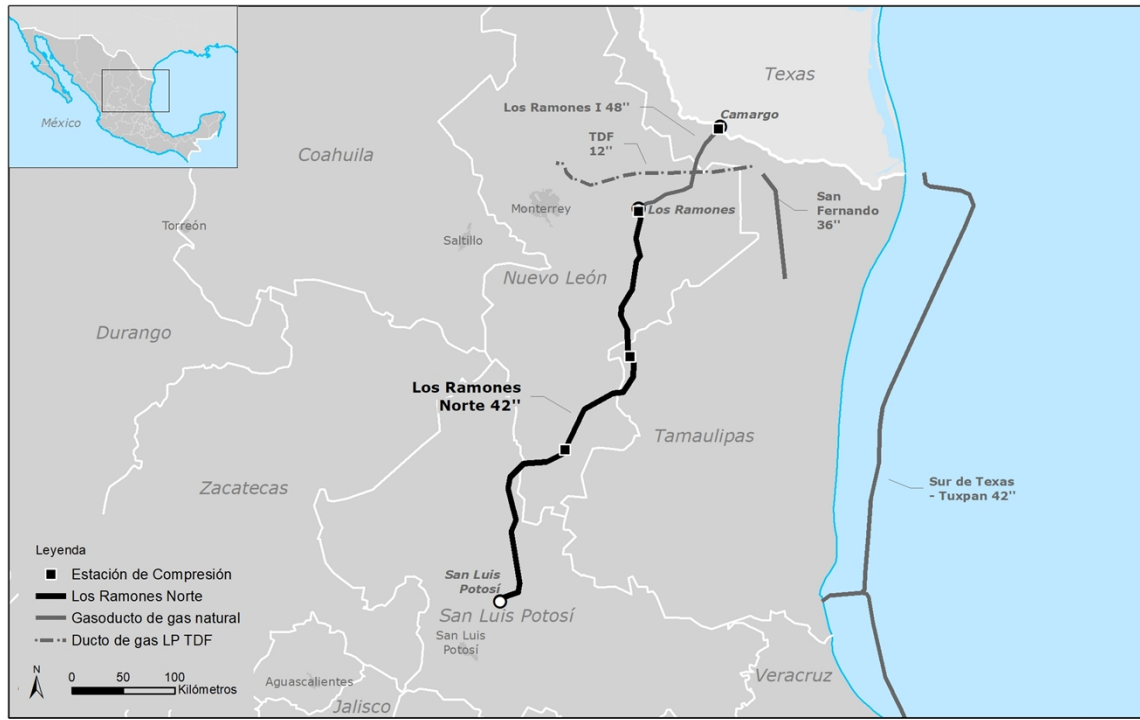 México
Texas
Los Ramones I 48''
Camargo
TDF
12''
Coahuila
San
Fernando
36''
Monterrey
Los Ramones
Torreón
Saltillo
Nuevo León
Durango
Los Ramones
Norte 42''
Tamaulipas
Zacatecas
Sur de Texas
- Tuxpan 42''
Leyenda
Estación de Compresión
Los Ramones Norte
Gasoducto de gas natural
Ducto de gas LP TDF
San Luis
Potosí
San Luis Potosí
San Luis
Potosí
N
0 50 100
Kilómetros
Aguascalientes
Jalisco
Veracruz